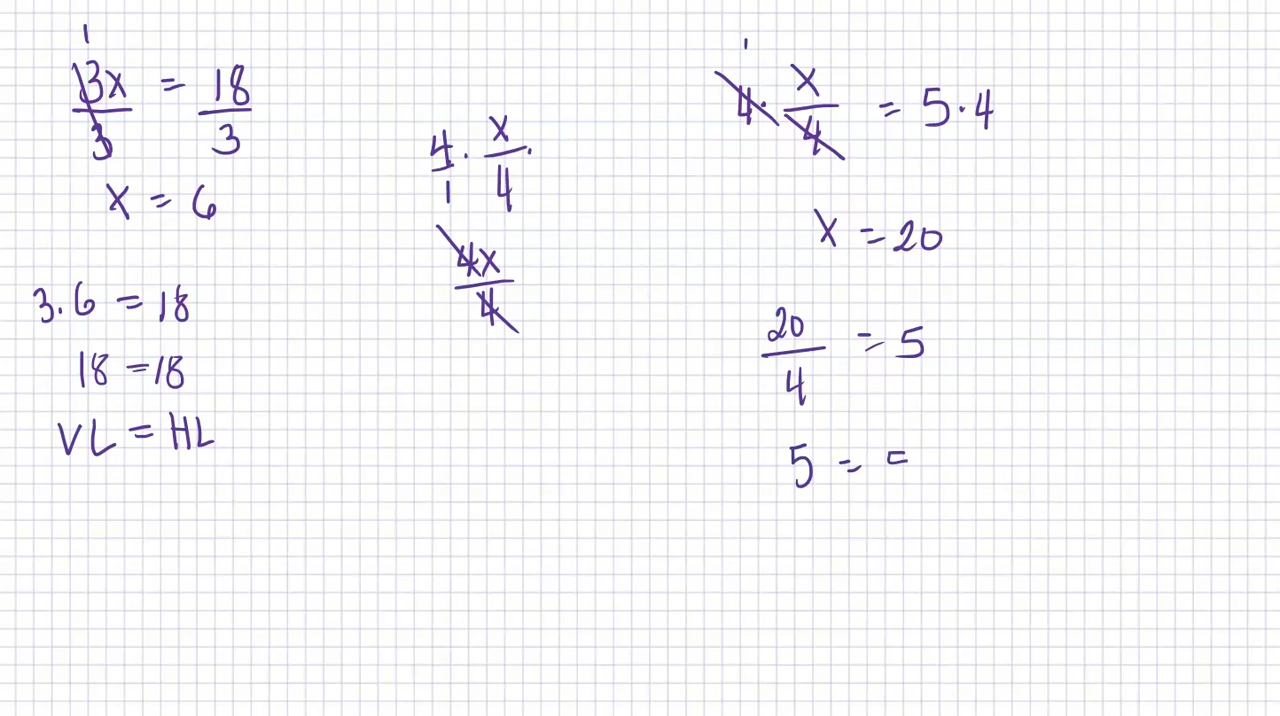 1
3x/3 = 18/3
x = 6
3 · 6 = 18
18 = 18
VL = HL
4/1 · x/4 ·
4x/4
1
4 · x/4 = 5 · 4
x = 20
20/4 = 5
5 =